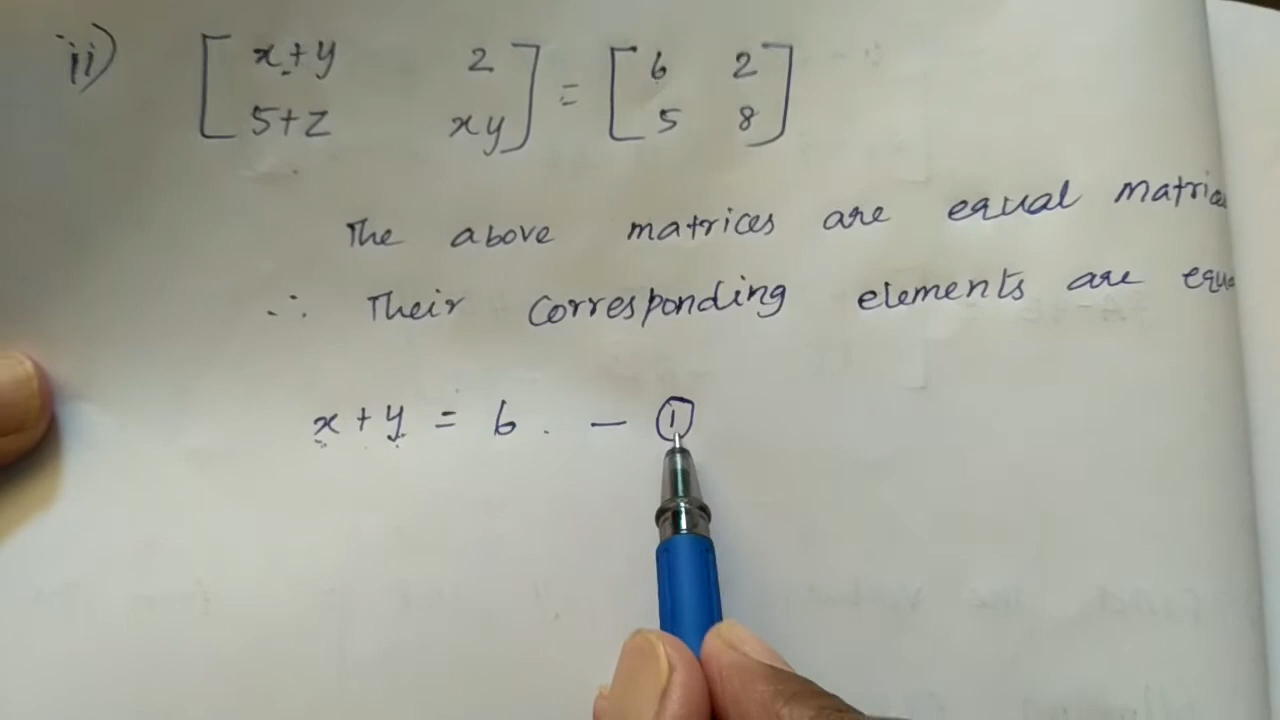 ii) [ x+y 2 ] = [ 6 2 ]
[ 5+z xy ] [ 5 8 ]
The above matrices are equal
∴ Their corresponding elements are
x + y = 6. — ①